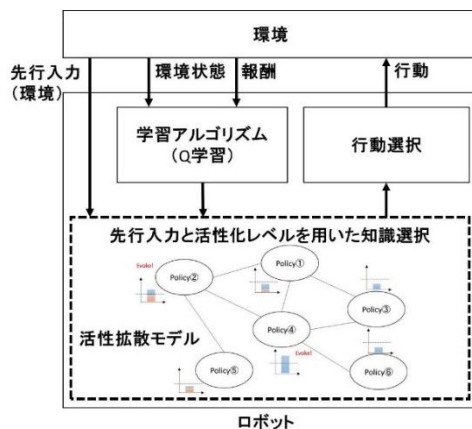 環境
先行入力
(環境)
環境状態
報酬
行動
学習アルゴリズム
(Q学習)
行動選択
先行入力と活性化レベルを用いた知識選択
Policy①
Evoke!
Policy②
Policy③
Policy④
活性拡散モデル
Evoke!
Policy⑤
Policy⑥
ロボット